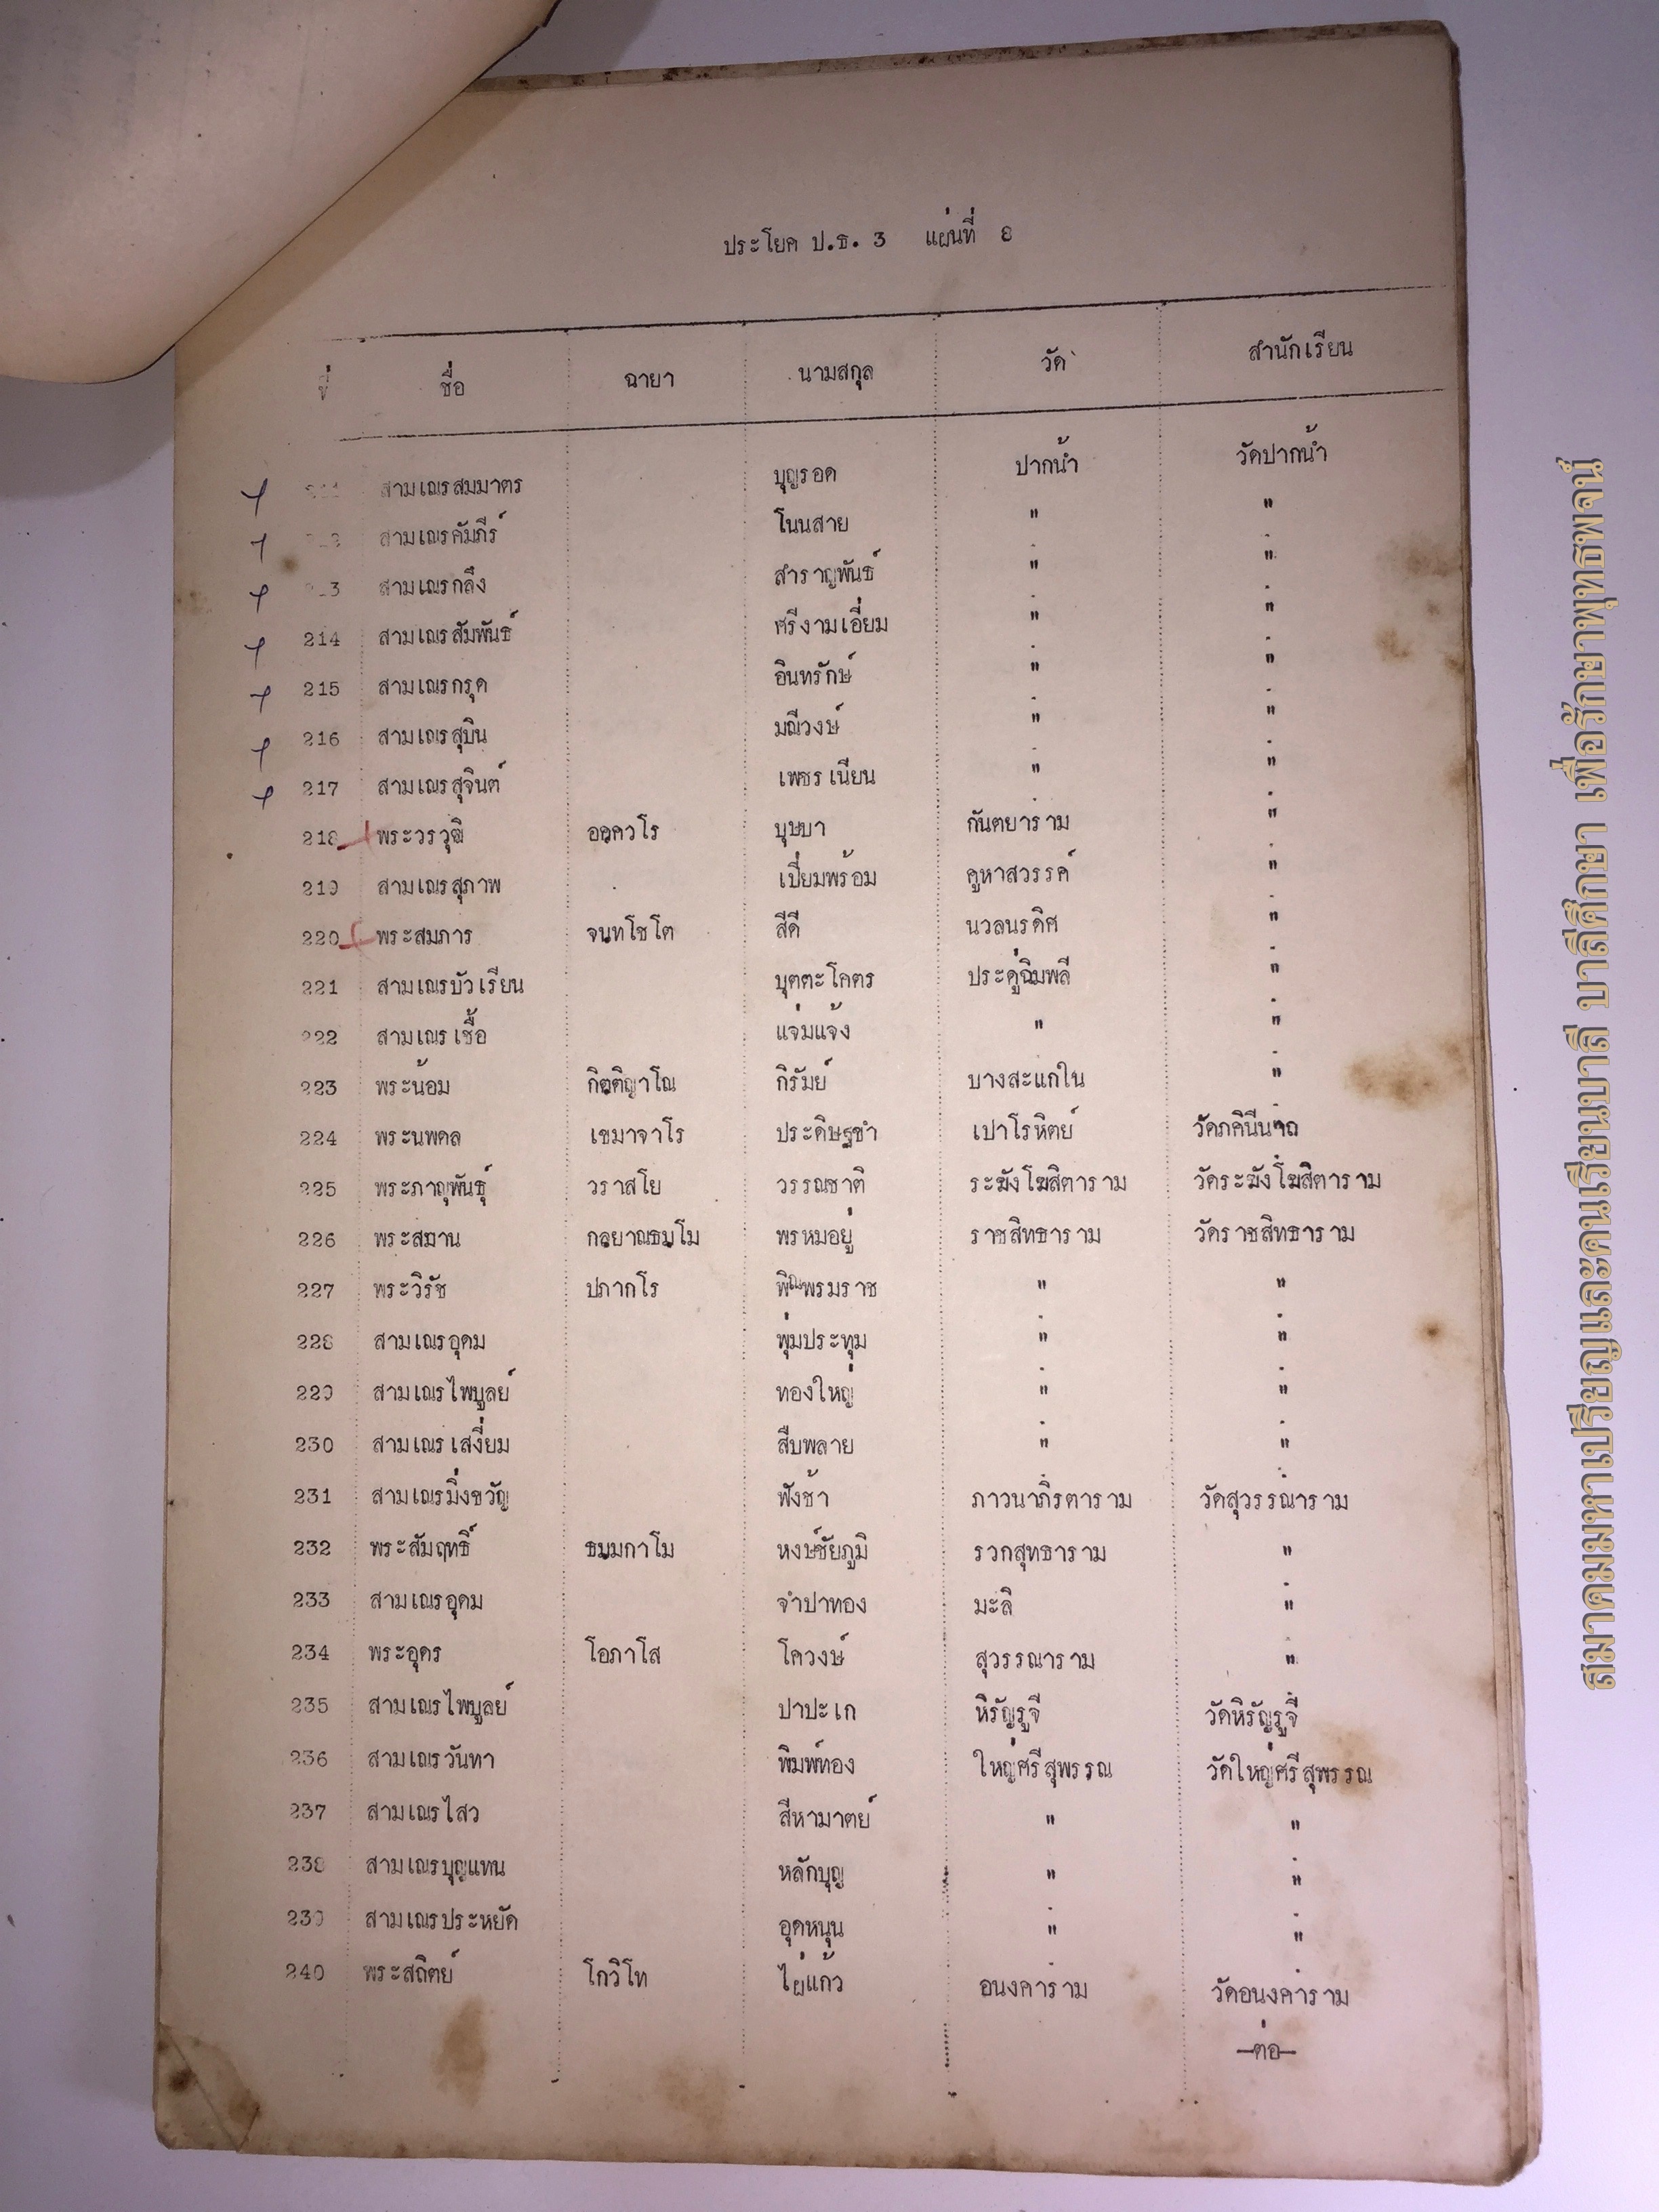 ประโยค ป.ธ. 3 แผ่นที่ 8
ที่ ชื่อ ฉายา นามสกุล วัด สำนักเรียน
สามเณรสมมาตร บุญรอด ปากน้ำ วัดปากน้ำ
สามเณรคัมภีร์ โนนสาย " "
สามเณรกลึง สำราญพันธ์ " "
214 สามเณรสัมพันธ์ ศรีงามเอี่ยม " "
215 สามเณรกรุด อินทรักษ์ " "
216 สามเณรสุบิน มณีวงษ์ " "
217 สามเณรสุจินต์ เพชรเนียน " "
218 พระวรวุฒิ บุษบา กันตยาราม "
219 สามเณรสุภาพ เปี่ยมพร้อม คูหาสวรรค์ "
220 พระสมภาร จนฺทโชโต สีดี นวลนรดิศ "
221 สามเณรบัวเรียน บุตตะโคตร ประดู่ฉิมพลี "
222 สามเณรเชื้อ แจ่มแจ้ง " "
223 พระน้อม กิตฺติญาโณ กิรัมย์ บางสะแกใน "
224 พระนพดล เขมาจาโร ประดิษฐขำ เปาโรหิตย์ วัดภคินีนาถ
225 พระภาณุพันธุ์ วราสโย วรรณชาติ ระฆังโฆสิตาราม วัดระฆังโฆสิตาราม
226 พระสมาน กลฺยาณธมฺโม พรหมอยู่ ราชสิทธาราม วัดราชสิทธาราม
227 พระวิรัช ปภากโร พิณพรมราช " "
228 สามเณรอุดม พุ่มประทุม " "
229 สามเณรไพบูลย์ ทองใหญ่ " "
230 สามเณรเสงี่ยม สืบพลาย " "
231 สามเณรมิ่งขวัญ ฟังช้า ภาวนาภิรตาราม วัดสุวรรณาราม
232 พระสัมฤทธิ์ ธมฺมกาโม หงษ์ชัยภูมิ รวกสุทธาราม "
233 สามเณรอุดม จำปาทอง มะลิ "
234 พระอุดร โอภาโส โควงษ์ สุวรรณาราม "
235 สามเณรไพบูลย์ ปาปะเก หิรัญรูจี วัดหิรัญรูจี
236 สามเณรวันทา พิมพ์ทอง ใหญ่ศรีสุพรรณ วัดใหญ่ศรีสุพรรณ
237 สามเณรไสว สีหามาตย์ " "
238 สามเณรบุญแทน หลักบุญ " "
239 สามเณรประหยัด อุดหนุน " "
240 พระสถิตย์ โกวิโท ไผ่แก้ว อนงคาราม วัดอนงคาราม
-ต่อ-
สมาคมมหาเปรียญและคนเรียนบาลี บาลีศึกษา เพื่อรักษาพุทธพจน์